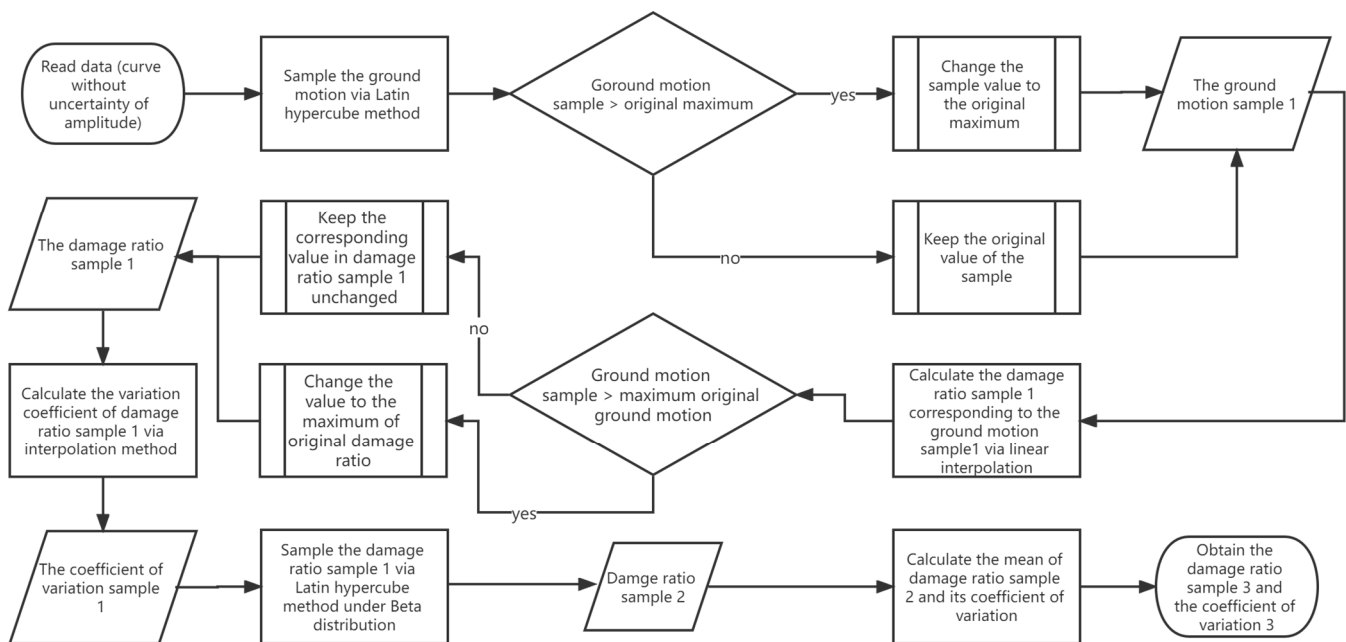 Read data (curve
without
uncertainty of
amplitude)
Sample the ground
motion via Latin
hypercube method
Goround motion
sample > original maximum
yes
Change the
sample value to
the original
maximum
The ground
motion sample 1
no
Keep the original
value of the
sample
Keep the
corresponding
value in damage
ratio sample 1
unchanged
The damage ratio
sample 1
Calculate the damage
ratio sample 1
corresponding to the
ground motion
sample1 via linear
interpolation
Ground motion
sample > maximum original
ground motion
no
yes
Change the
value to the
maximum of
original damage
ratio
Calculate the variation
coefficient of damage
ratio sample 1 via
interpolation method
The coefficient of
variation sample
1
Sample the damage
ratio sample 1 via
Latin hypercube
method under Beta
distribution
Damge ratio
sample 2
Calculate the mean of
damage ratio sample
2 and its coefficient of
variation
Obtain the
damage ratio
sample 3 and
the coefficient of
variation 3